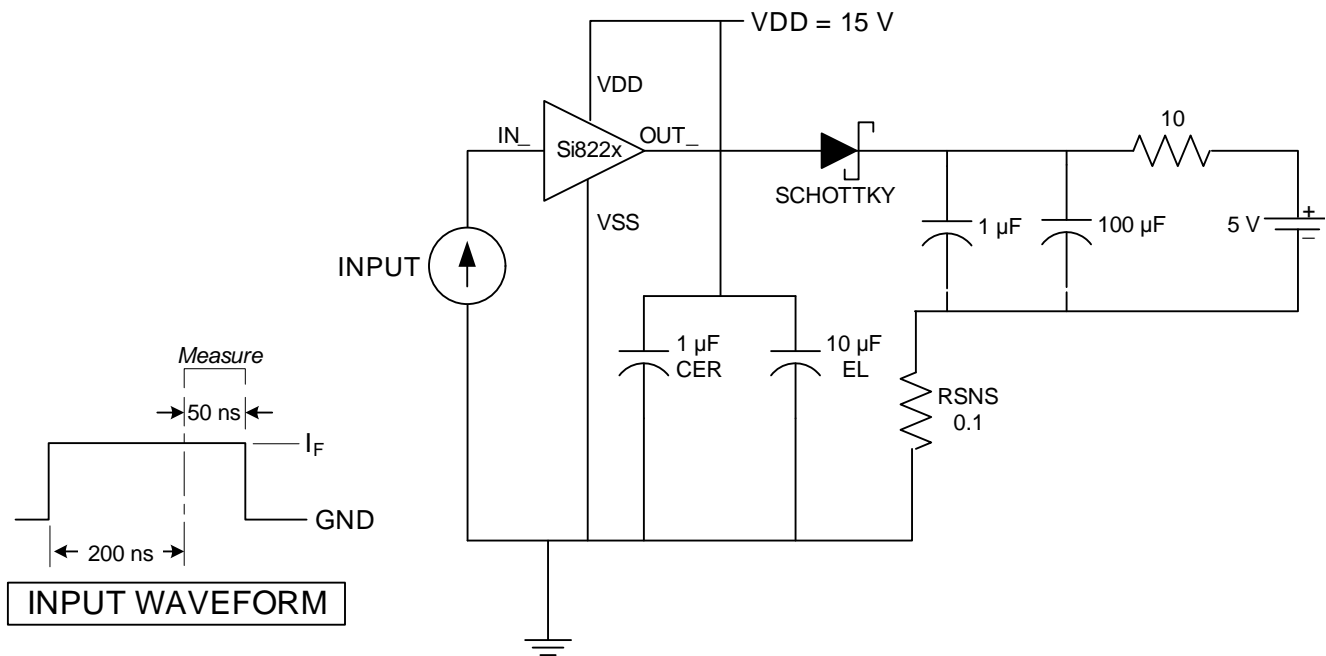 VDD = 15 V
VDD
10
IN_
Si822x
OUT_
SCHOTTKY
VSS
1 µF
100 µF
5 V
+
–
INPUT
Measure
1 µF
CER
10 µF
EL
RSNS
0.1
50 ns
IF
GND
200 ns
INPUT WAVEFORM